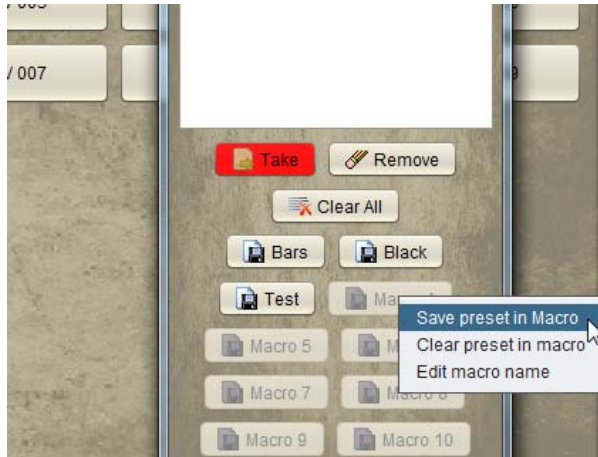 / 007
Take Remove
Clear All
Bars Black
Test
Save preset in Macro
Macro 5
Clear preset in macro
Edit macro name
Macro 7
Macro 9 Macro 10